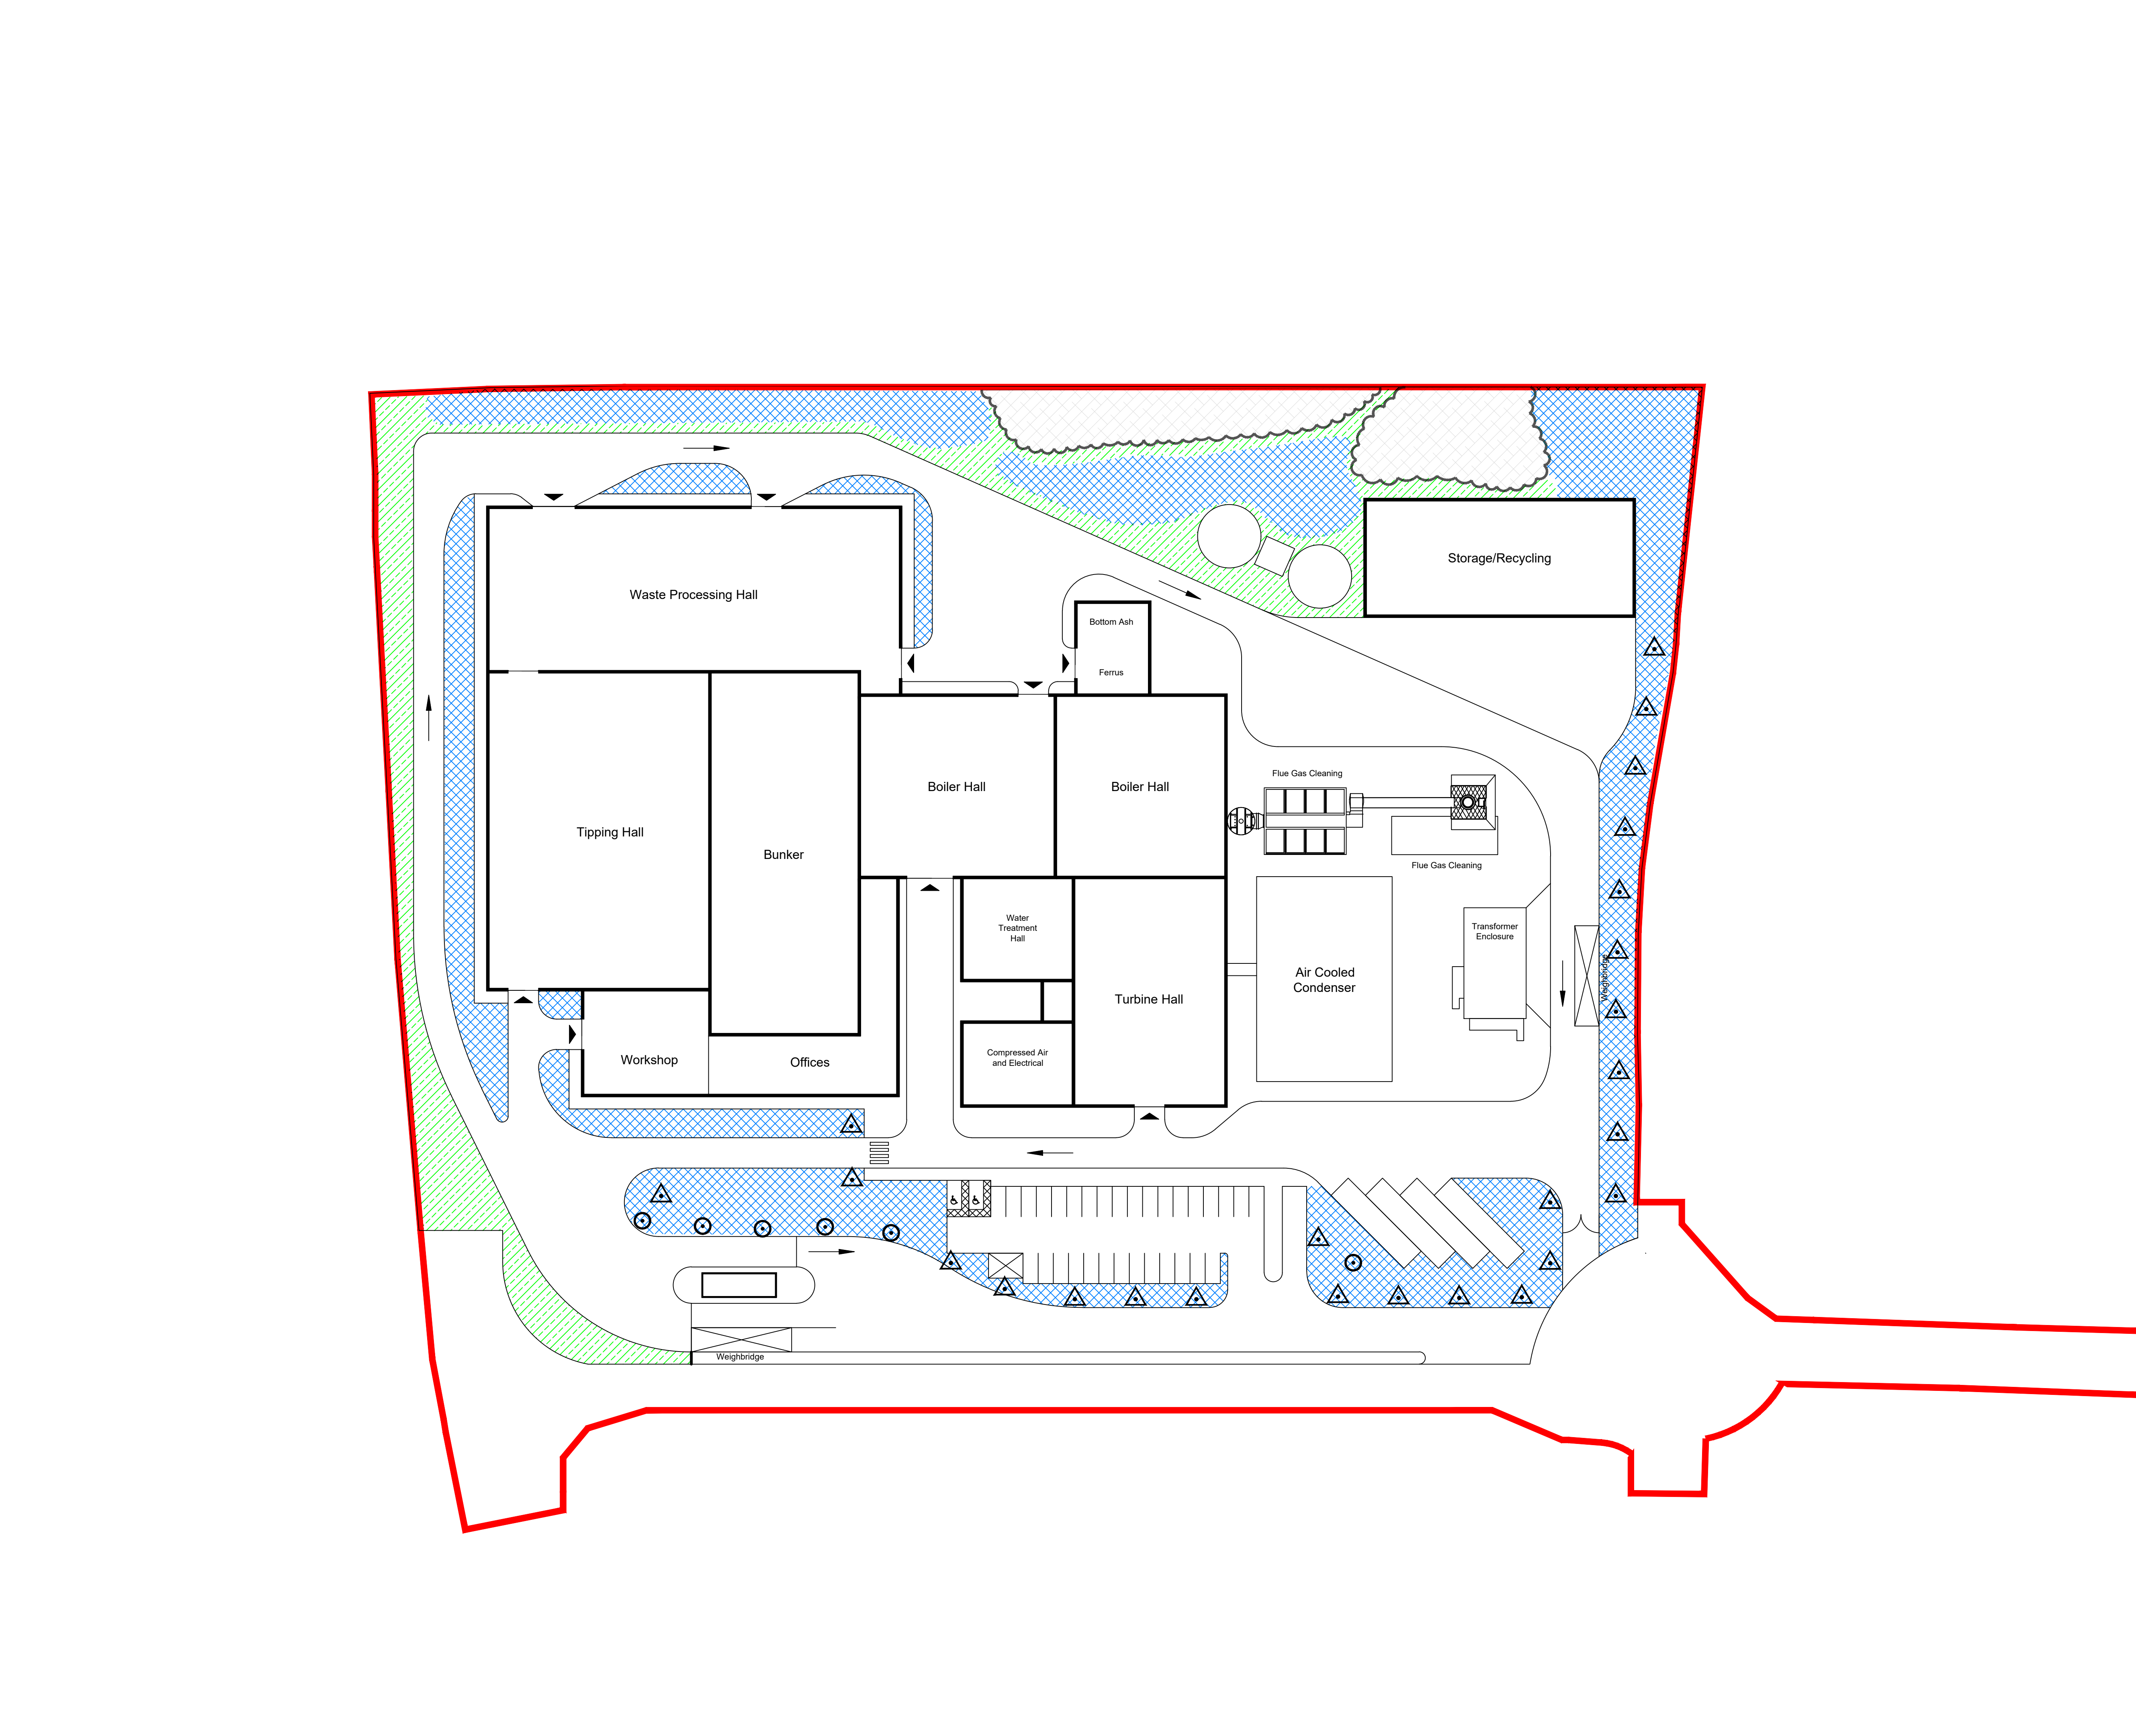 Storage/Recycling
Waste Processing Hall
Bottom Ash
Ferrus
Flue Gas Cleaning
Boiler Hall
Boiler Hall
Tipping Hall
Bunker
Flue Gas Cleaning
Water
Treatment
Hall
Transformer
Enclosure
Air Cooled
Condenser
Weighbridge
Turbine Hall
Compressed Air
and Electrical
Workshop
Offices
Weighbridge